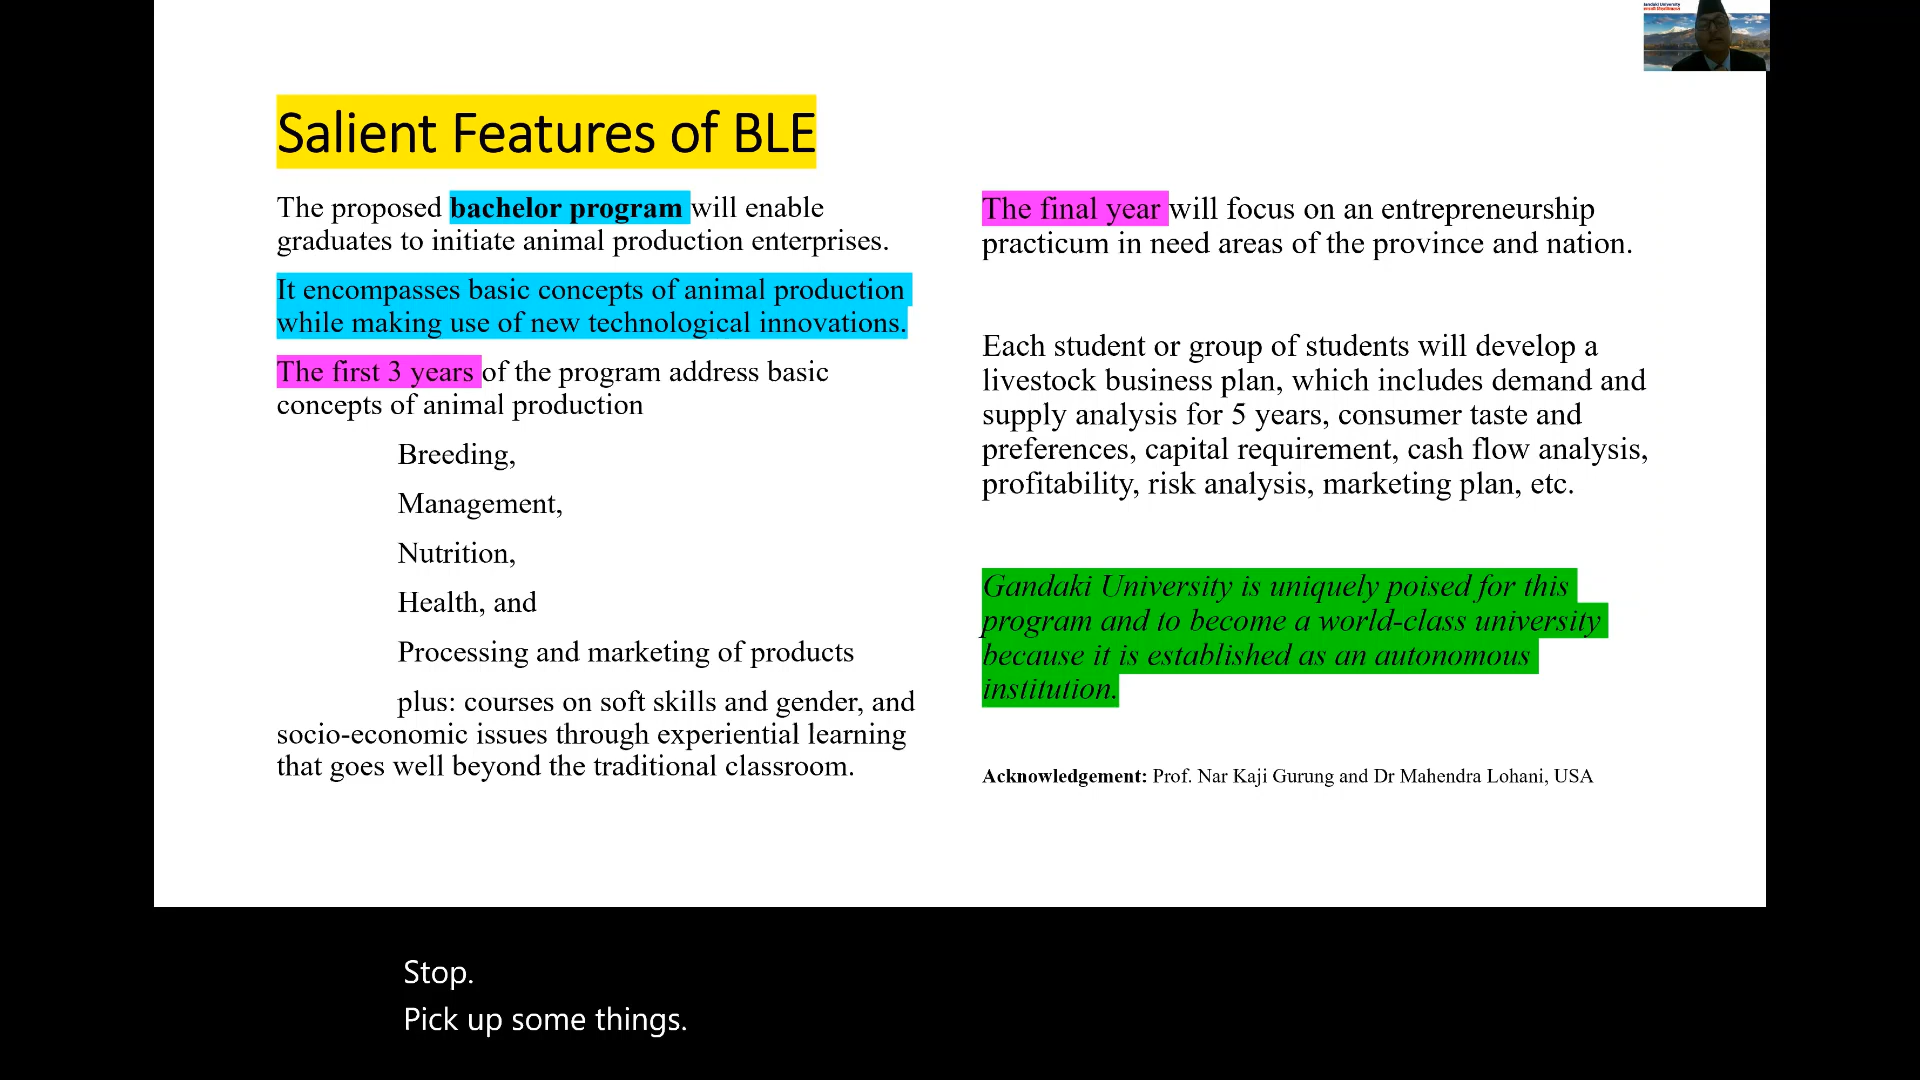 Gandaki University
Salient Features of BLE
The proposed bachelor program will enable
graduates to initiate animal production enterprises.
It encompasses basic concepts of animal production
while making use of new technological innovations.
The first 3 years of the program address basic
concepts of animal production
Breeding,
Management,
Nutrition,
Health, and
Processing and marketing of products
plus: courses on soft skills and gender, and
socio-economic issues through experiential learning
that goes well beyond the traditional classroom.
The final year will focus on an entrepreneurship
practicum in need areas of the province and nation.
Each student or group of students will develop a
livestock business plan, which includes demand and
supply analysis for 5 years, consumer taste and
preferences, capital requirement, cash flow analysis,
profitability, risk analysis, marketing plan, etc.
Gandaki University is uniquely poised for this
program and to become a world-class university
because it is established as an autonomous
institution.
Acknowledgement: Prof. Nar Kaji Gurung and Dr Mahendra Lohani, USA
Stop.
Pick up some things.